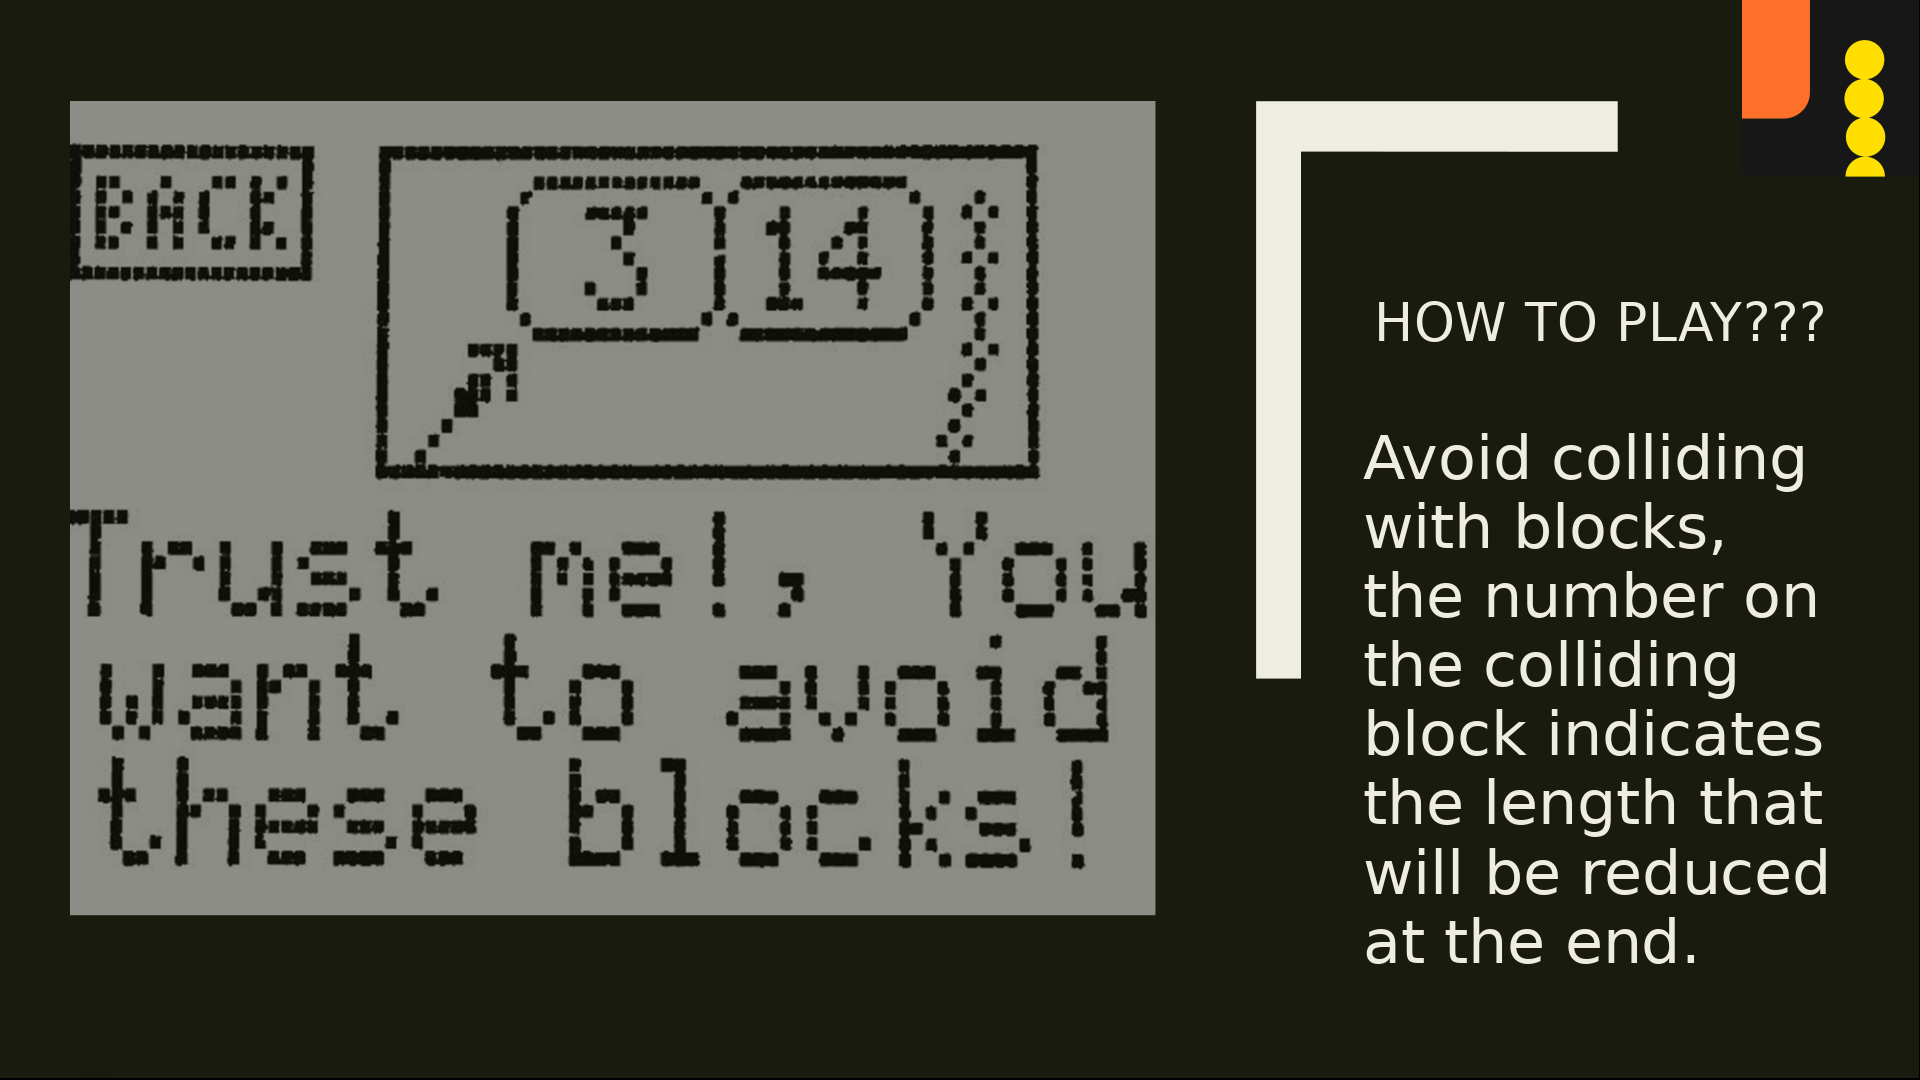 BACK
3 14
Trust me!, You
want to avoid
these blocks!
HOW TO PLAY???
Avoid colliding
with blocks,
the number on
the colliding
block indicates
the length that
will be reduced
at the end.